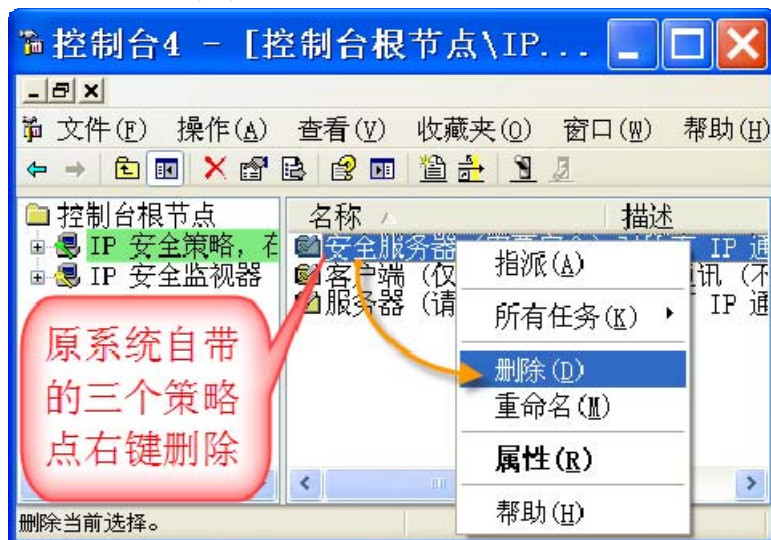 控制台4 - [控制台根节点\IP...
文件(F) 操作(A) 查看(V) 收藏夹(O) 窗口(W) 帮助(H)
控制台根节点
IP 安全策略，在
IP 安全监视器
名称 描述
安全服务器 IP 通
客户端 (仅 通讯 (不
服务器 (请 IP 通
指派(A)
所有任务(K)
删除(D)
重命名(M)
属性(R)
帮助(H)
原系统自带
的三个策略
点右键删除
删除当前选择。